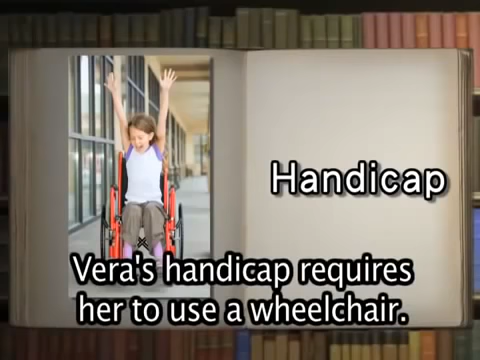 Handicap
Vera's handicap requires
her to use a wheelchair.